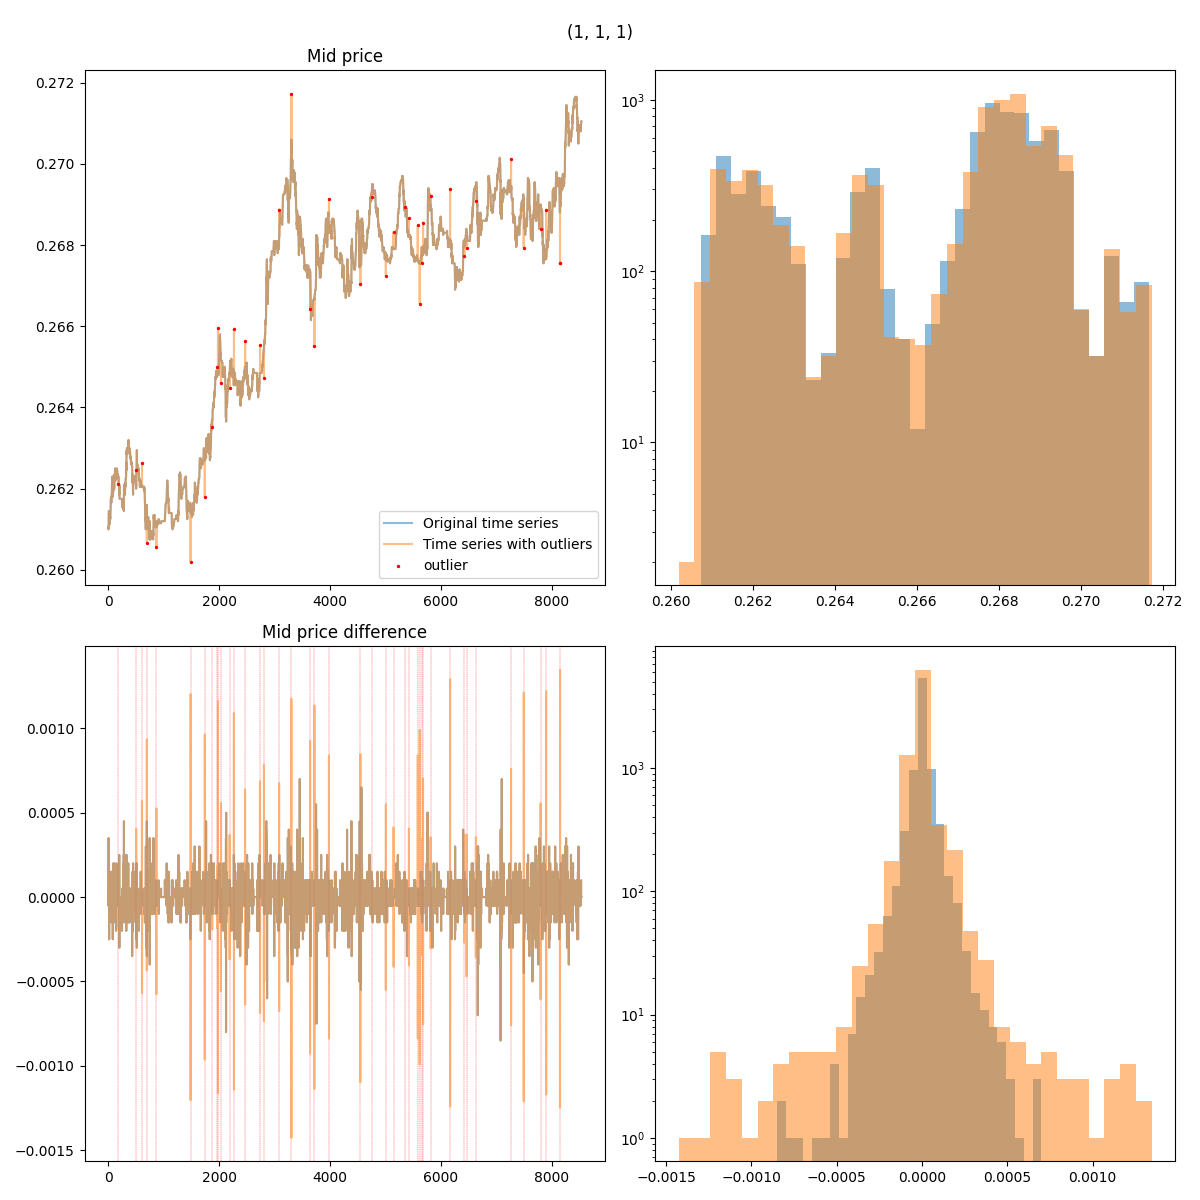 (1, 1, 1)
Mid price
0.272
0.270
0.268
0.266
0.264
0.262
0.260
0 2000 4000 6000 8000
Original time series
Time series with outliers
outlier
10³
10²
10¹
0.260 0.262 0.264 0.266 0.268 0.270 0.272
Mid price difference
0.0010
0.0005
0.0000
−0.0005
−0.0010
−0.0015
0 2000 4000 6000 8000
10³
10²
10¹
10⁰
−0.0015 −0.0010 −0.0005 0.0000 0.0005 0.0010